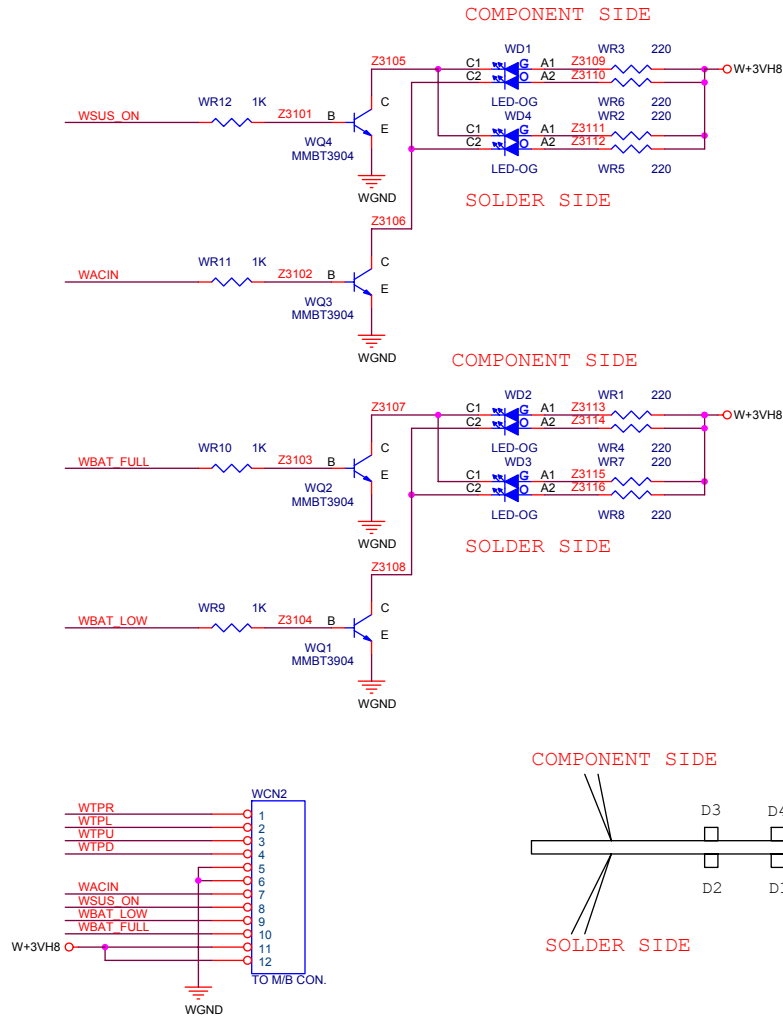 COMPONENT SIDE
Z3105 C1 WD1 G A1 Z3109 WR3 220 W+3VH8
C2 O A2 Z3110
WR12 1K C LED-OG WR6 220
WSUS_ON Z3101 B WD4 WR2 220
C1 G A1 Z3111
E C2 O A2 Z3112
WQ4
MMBT3904 LED-OG WR5 220
WGND SOLDER SIDE
Z3106
WR11 1K C
WACIN Z3102 B
E
WQ3
MMBT3904
WGND
COMPONENT SIDE
Z3107 C1 WD2 G A1 Z3113 WR1 220 W+3VH8
C2 O A2 Z3114
WR10 1K C LED-OG WR4 220
WBAT_FULL Z3103 B WD3 WR7 220
C1 G A1 Z3115
E C2 O A2 Z3116
WQ2
MMBT3904 LED-OG WR8 220
WGND SOLDER SIDE
Z3108
WR9 1K C
WBAT_LOW Z3104 B
E
WQ1
MMBT3904
WGND
WCN2
WTPR 1
WTPL 2
WTPU 3
WTPD 4
5
6
WACIN 7
WSUS_ON 8
WBAT_LOW 9
WBAT_FULL 10
W+3VH8 11
12
TO M/B CON.
WGND
COMPONENT SIDE
D3 D4
D2
SOLDER SIDE